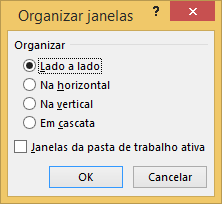 Organizar janelas ? ×
Organizar
Lado a lado
Na horizontal
Na vertical
Em cascata
Janelas da pasta de trabalho ativa
OK Cancelar